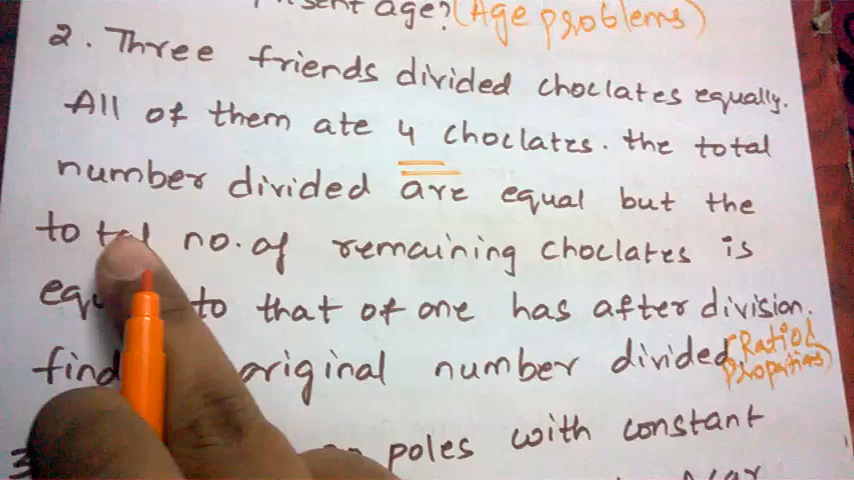 age? (Age problems)
2. Three friends divided choclates equally.
All of them ate 4 choclates. the total
number divided are equal but the
total no. of remaining choclates is
to that of one has after division.
find original number divided (Ratio &
poles with constant